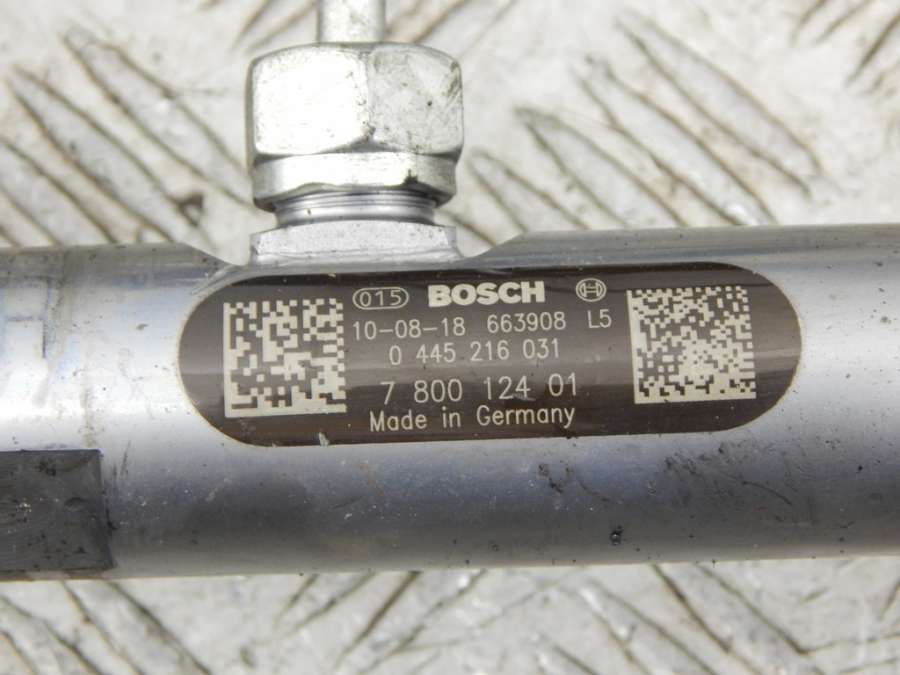 015 BOSCH
10-08-18 663908 L5
0 445 216 031
7 800 124 01
Made in Germany